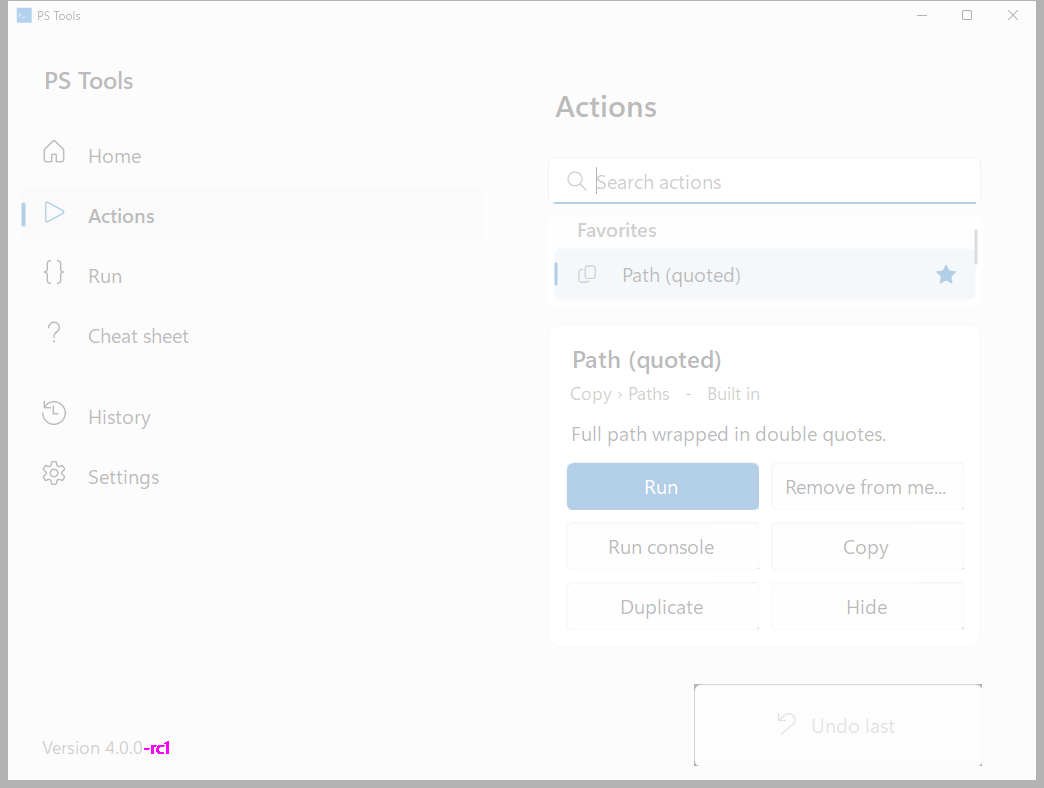 PS Tools
PS Tools
Home
Actions
Run
Cheat sheet
History
Settings
Version 4.0.0-rc1
Actions
Search actions
Favorites
Path (quoted)
Path (quoted)
Copy › Paths - Built in
Full path wrapped in double quotes.
Run
Remove from me...
Run console
Copy
Duplicate
Hide
Undo last